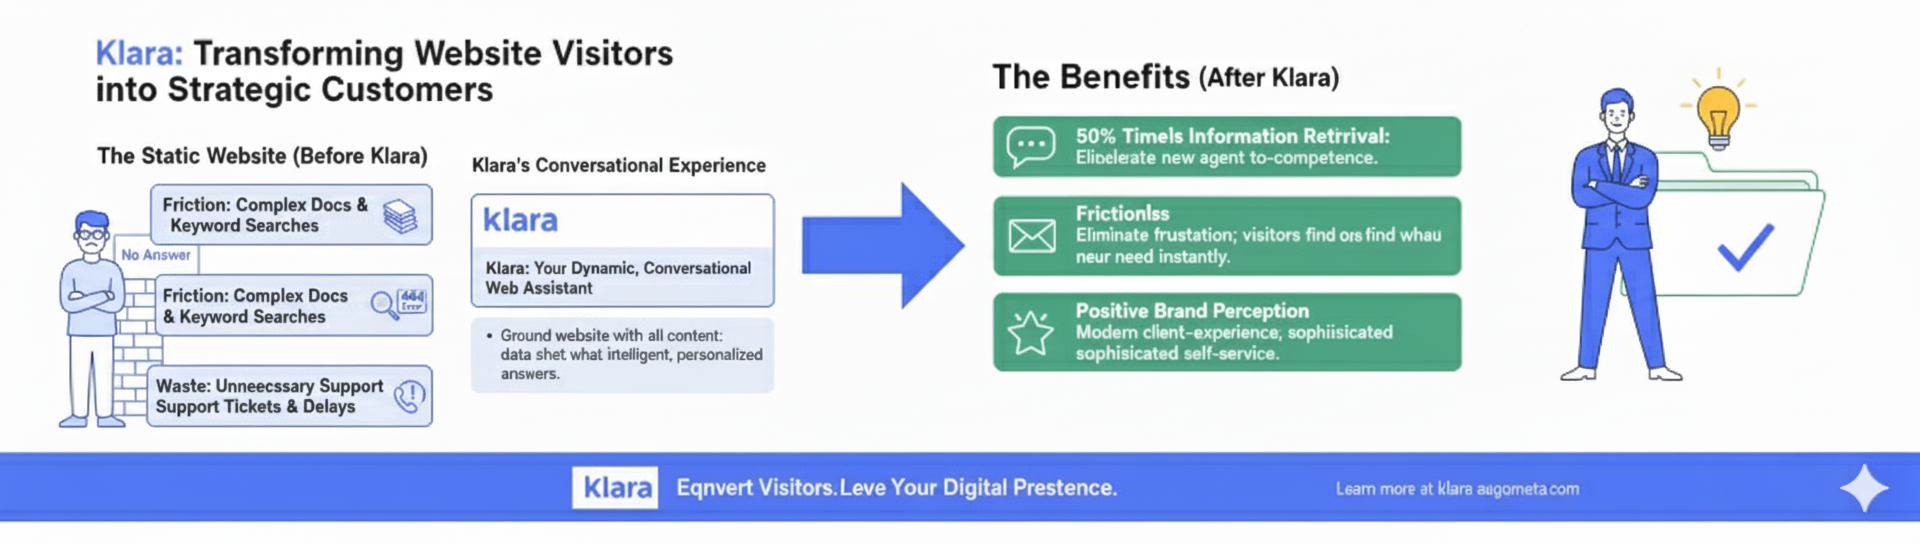 Klara: Transforming Website Visitors
into Strategic Customers
The Static Website (Before Klara)
Friction: Complex Docs &
Keyword Searches
No Answer
Friction: Complex Docs
& Keyword Searches
Waste: Unneecssary Support
Support Tickets & Delays
Klara's Conversational Experience
klara
Klara: Your Dynamic, Conversational
Web Assistant
• Ground website with all content:
data shet what intelligent, personalized
answers.
The Benefits (After Klara)
50% Timels Information Retrrival:
new agent to-competence.
Frictionlss
Eliminate frustation; visitors find ors find whau
neur need instantly.
Positive Brand Perception
Modern client-experience, sophiisicated
sophisicated self-service.
Klara
Eqnvert Visitors. Leve Your Digital Prestence.
Learn more at klara augometa.com